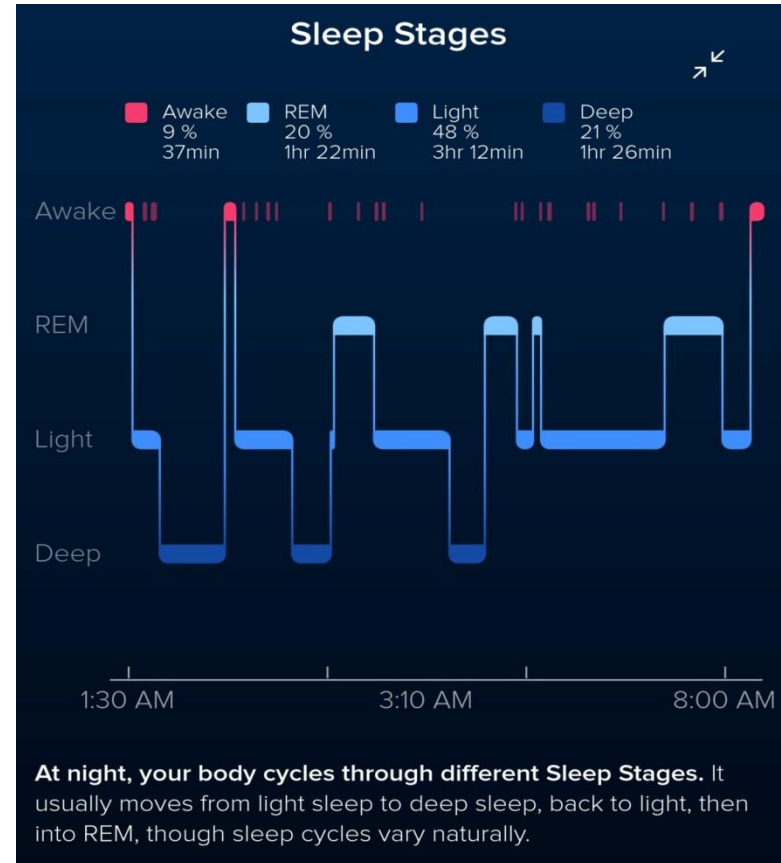 Sleep Stages
Awake
9 %
37min
REM
20 %
1hr 22min
Light
48 %
3hr 12min
Deep
21 %
1hr 26min
Awake
REM
Light
Deep
1:30 AM
3:10 AM
8:00 AM
At night, your body cycles through different Sleep Stages. It
usually moves from light sleep to deep sleep, back to light, then
into REM, though sleep cycles vary naturally.